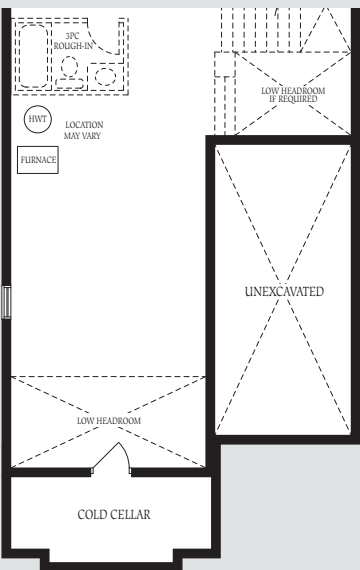 3PC
ROUGH-IN
LOW HEADROOM
IF REQUIRED
HWT
LOCATION
MAY VARY
FURNACE
UNEXCAVATED
LOW HEADROOM
COLD CELLAR